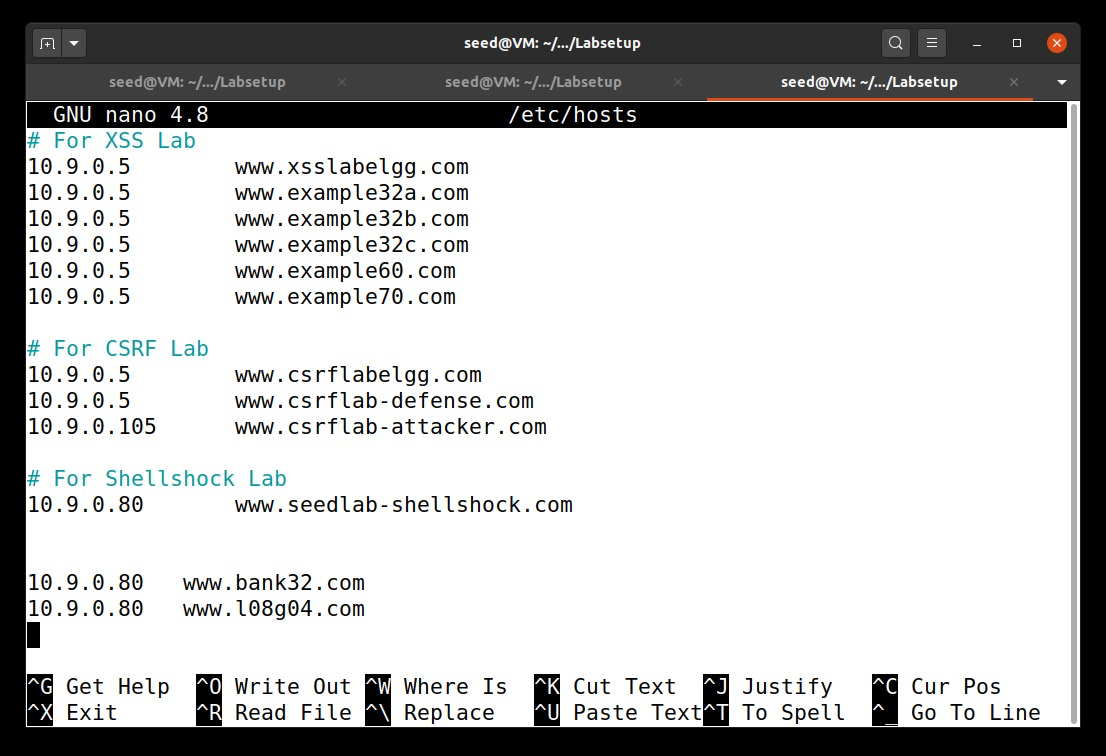 seed@VM: ~/.../Labsetup
seed@VM: ~/.../Labsetup seed@VM: ~/.../Labsetup seed@VM: ~/.../Labsetup
GNU nano 4.8 /etc/hosts
# For XSS Lab
10.9.0.5 www.xsslabelgg.com
10.9.0.5 www.example32a.com
10.9.0.5 www.example32b.com
10.9.0.5 www.example32c.com
10.9.0.5 www.example60.com
10.9.0.5 www.example70.com
# For CSRF Lab
10.9.0.5 www.csrflabelgg.com
10.9.0.5 www.csrflab-defense.com
10.9.0.105 www.csrflab-attacker.com
# For Shellshock Lab
10.9.0.80 www.seedlab-shellshock.com
10.9.0.80 www.bank32.com
10.9.0.80 www.l08g04.com
^G Get Help ^O Write Out ^W Where Is ^K Cut Text ^J Justify ^C Cur Pos
^X Exit ^R Read File ^\ Replace ^U Paste Text ^T To Spell ^_ Go To Line